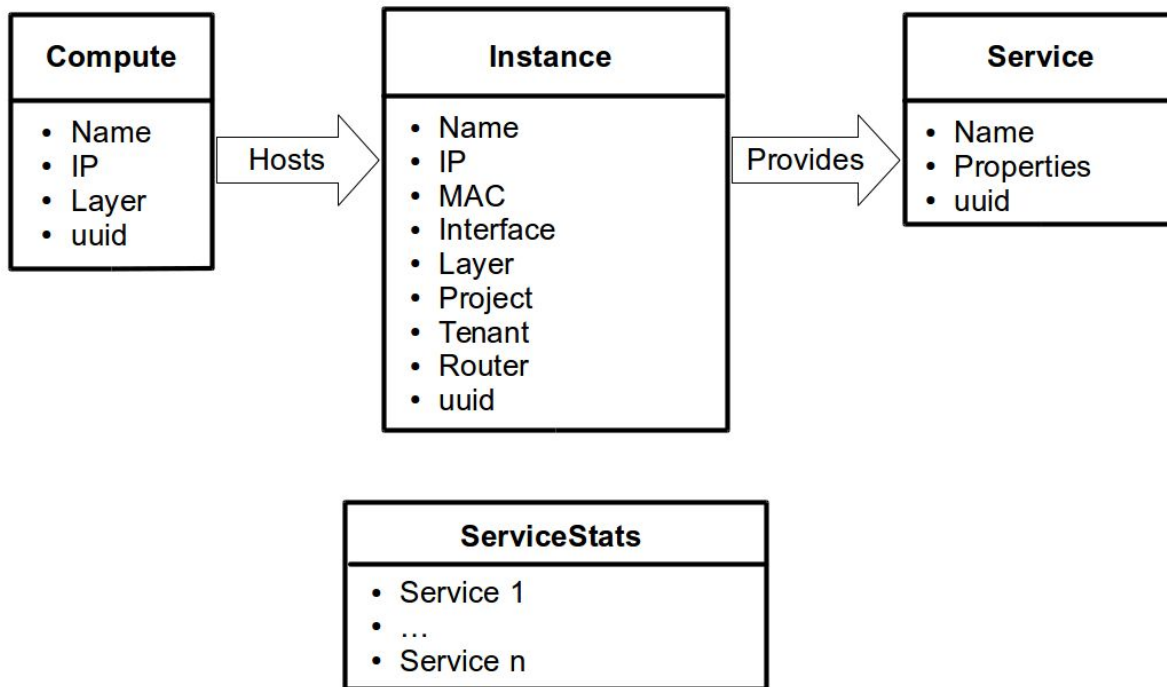 Compute
• Name
• IP
• Layer
• uuid
Hosts
Instance
• Name
• IP
• MAC
• Interface
• Layer
• Project
• Tenant
• Router
• uuid
Provides
Service
• Name
• Properties
• uuid
ServiceStats
• Service 1
• ...
• Service n